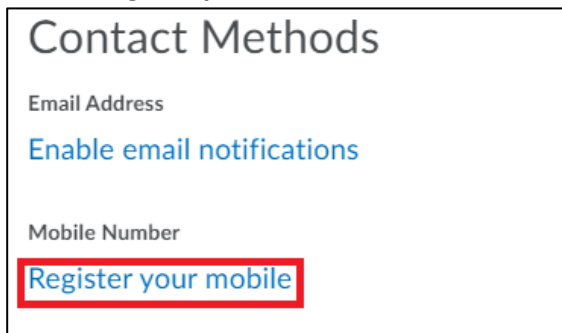 Contact Methods
Email Address
Enable email notifications
Mobile Number
Register your mobile